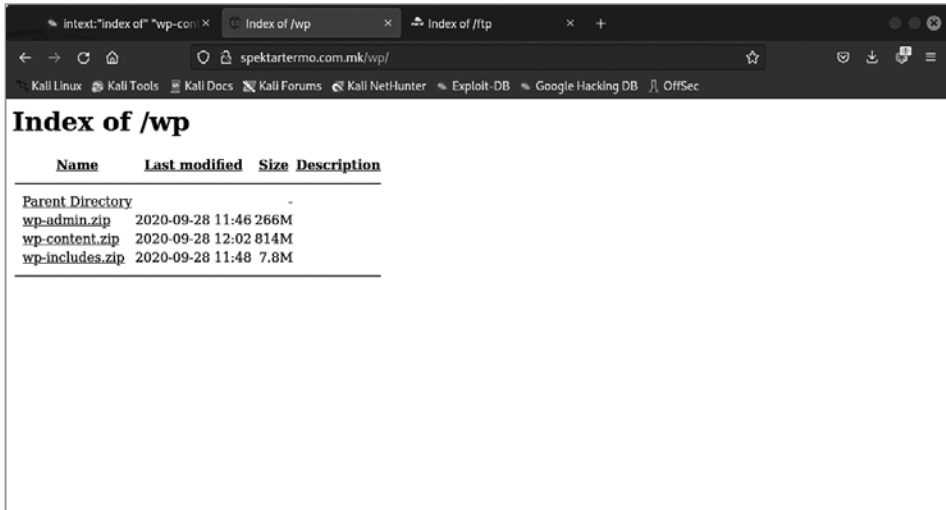 intext:"index of" "wp-con
Index of /wp
Index of /ftp
spektartermo.com.mk/wp/
Kali Linux Kali Tools Kali Docs Kali Forums Kali NetHunter Exploit-DB Google Hacking DB OffSec
Index of /wp
Name Last modified Size Description
Parent Directory -
wp-admin.zip 2020-09-28 11:46 266M
wp-content.zip 2020-09-28 12:02 814M
wp-includes.zip 2020-09-28 11:48 7.8M